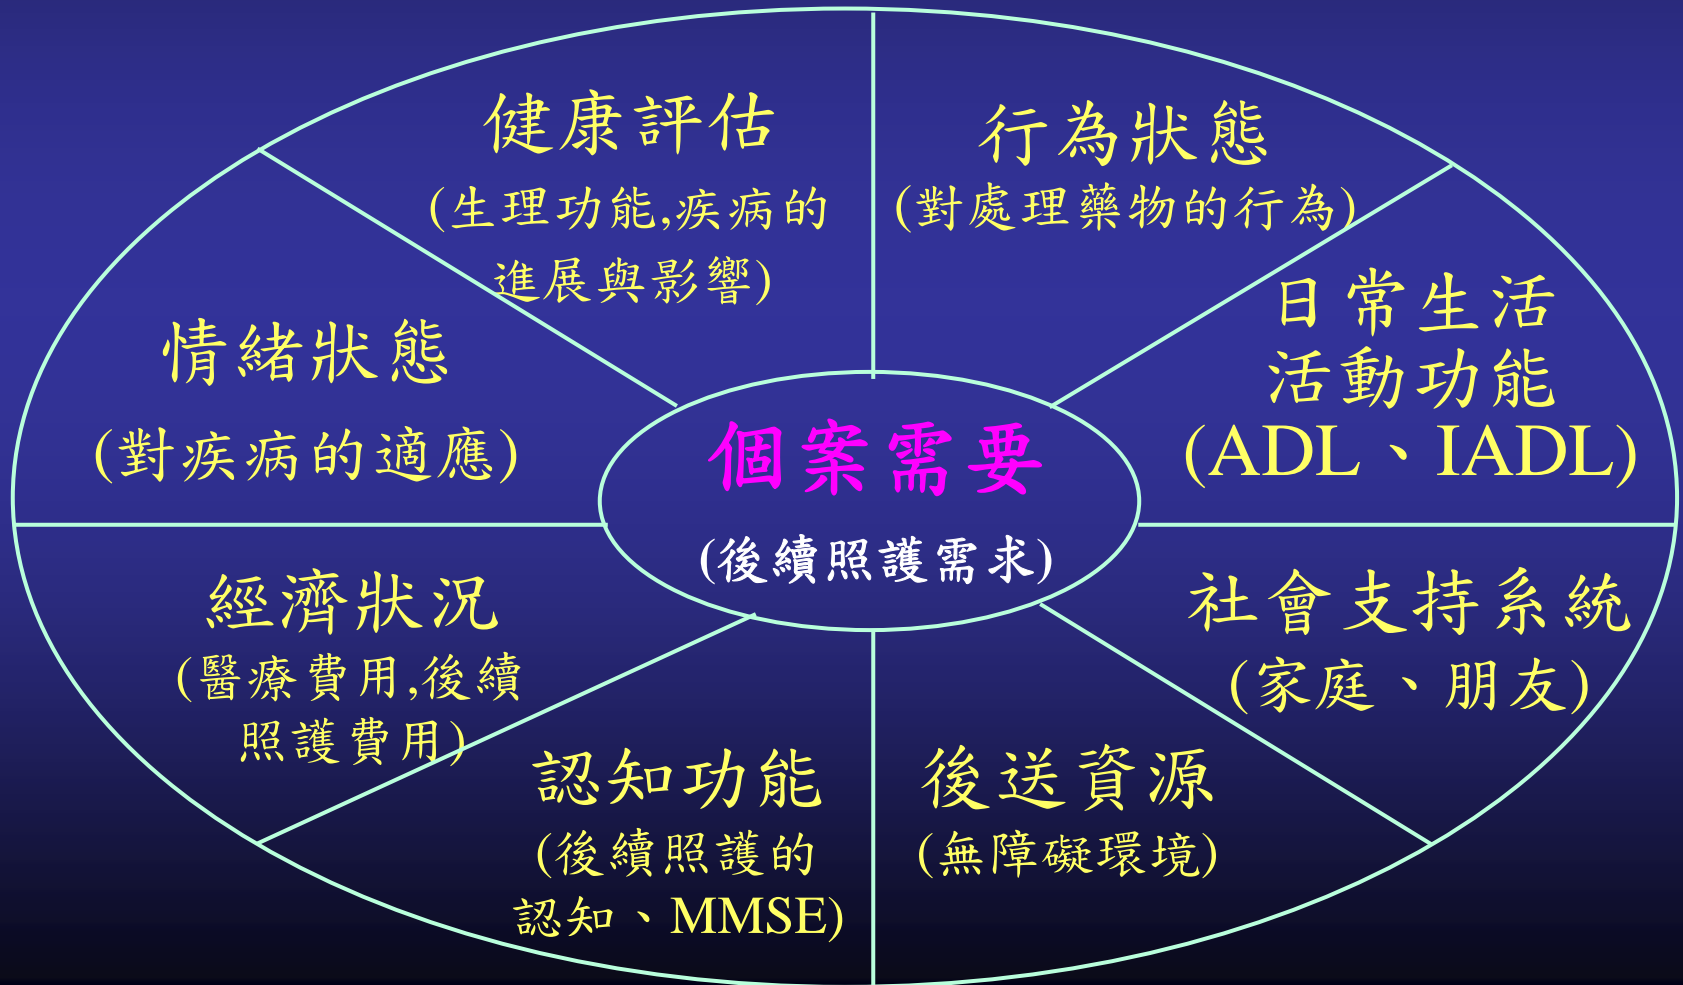 健康評估
(生理功能,疾病的
進展與影響)
行為狀態
(對處理藥物的行為)
日常生活
活動功能
(ADL、IADL)
社會支持系統
(家庭、朋友)
後送資源
(無障礙環境)
認知功能
(後續照護的
認知、MMSE)
經濟狀況
(醫療費用,後續
照護費用)
情緒狀態
(對疾病的適應)
個案需要
(後續照護需求)